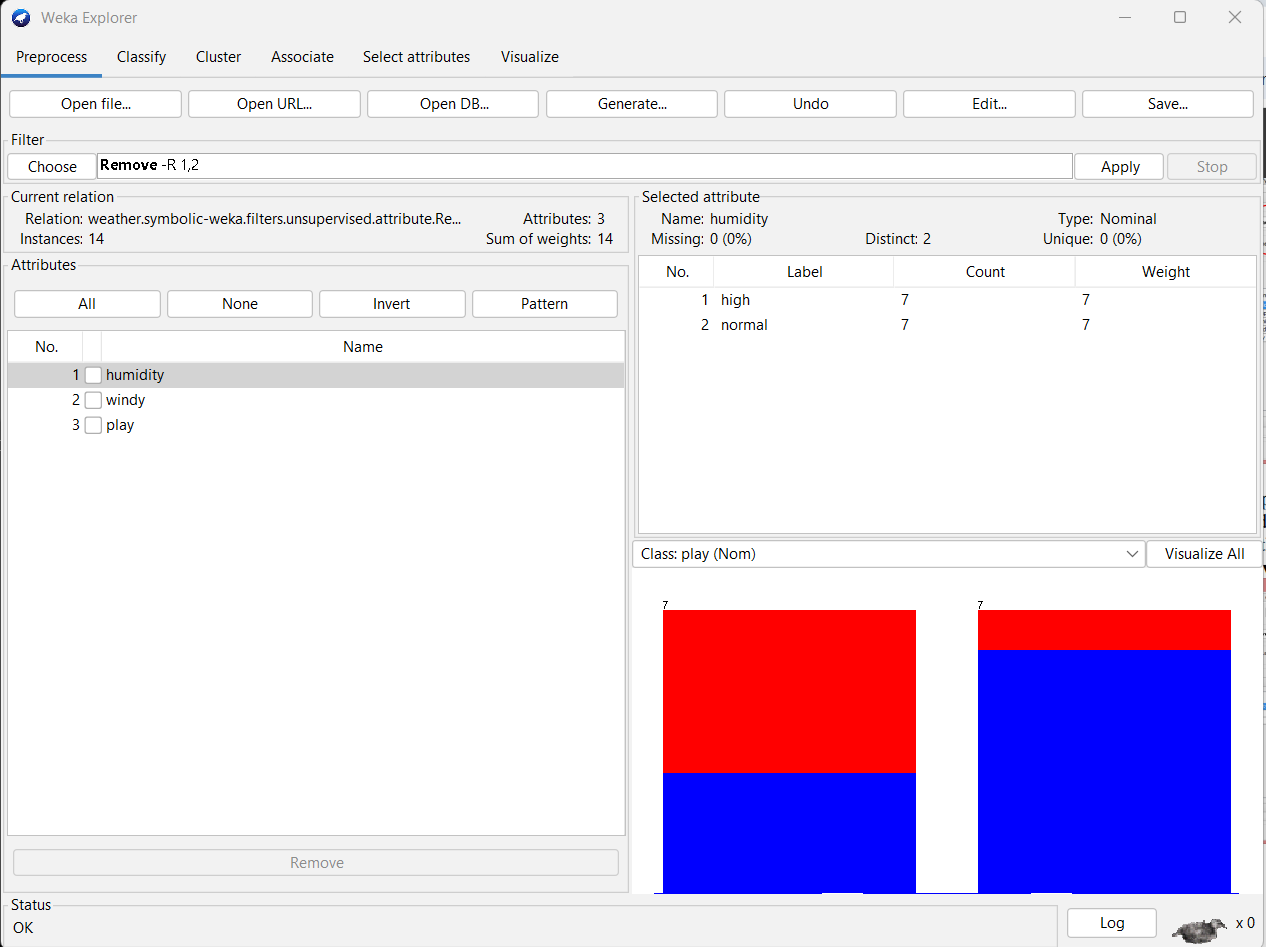 Weka Explorer
Preprocess Classify Cluster Associate Select attributes Visualize
Open file... Open URL... Open DB... Generate... Undo Edit... Save...
Filter
Choose Remove -R 1,2 Apply Stop
Current relation
Relation: weather.symbolic-weka.filters.unsupervised.attribute.Re... Attributes: 3
Instances: 14 Sum of weights: 14
Attributes
All None Invert Pattern
No. Name
1 humidity
2 windy
3 play
Remove
Selected attribute
Name: humidity Type: Nominal
Missing: 0 (0%) Distinct: 2 Unique: 0 (0%)
No. Label Count Weight
1 high 7 7
2 normal 7 7
Class: play (Nom) Visualize All
7 7
Status
OK
Log x 0